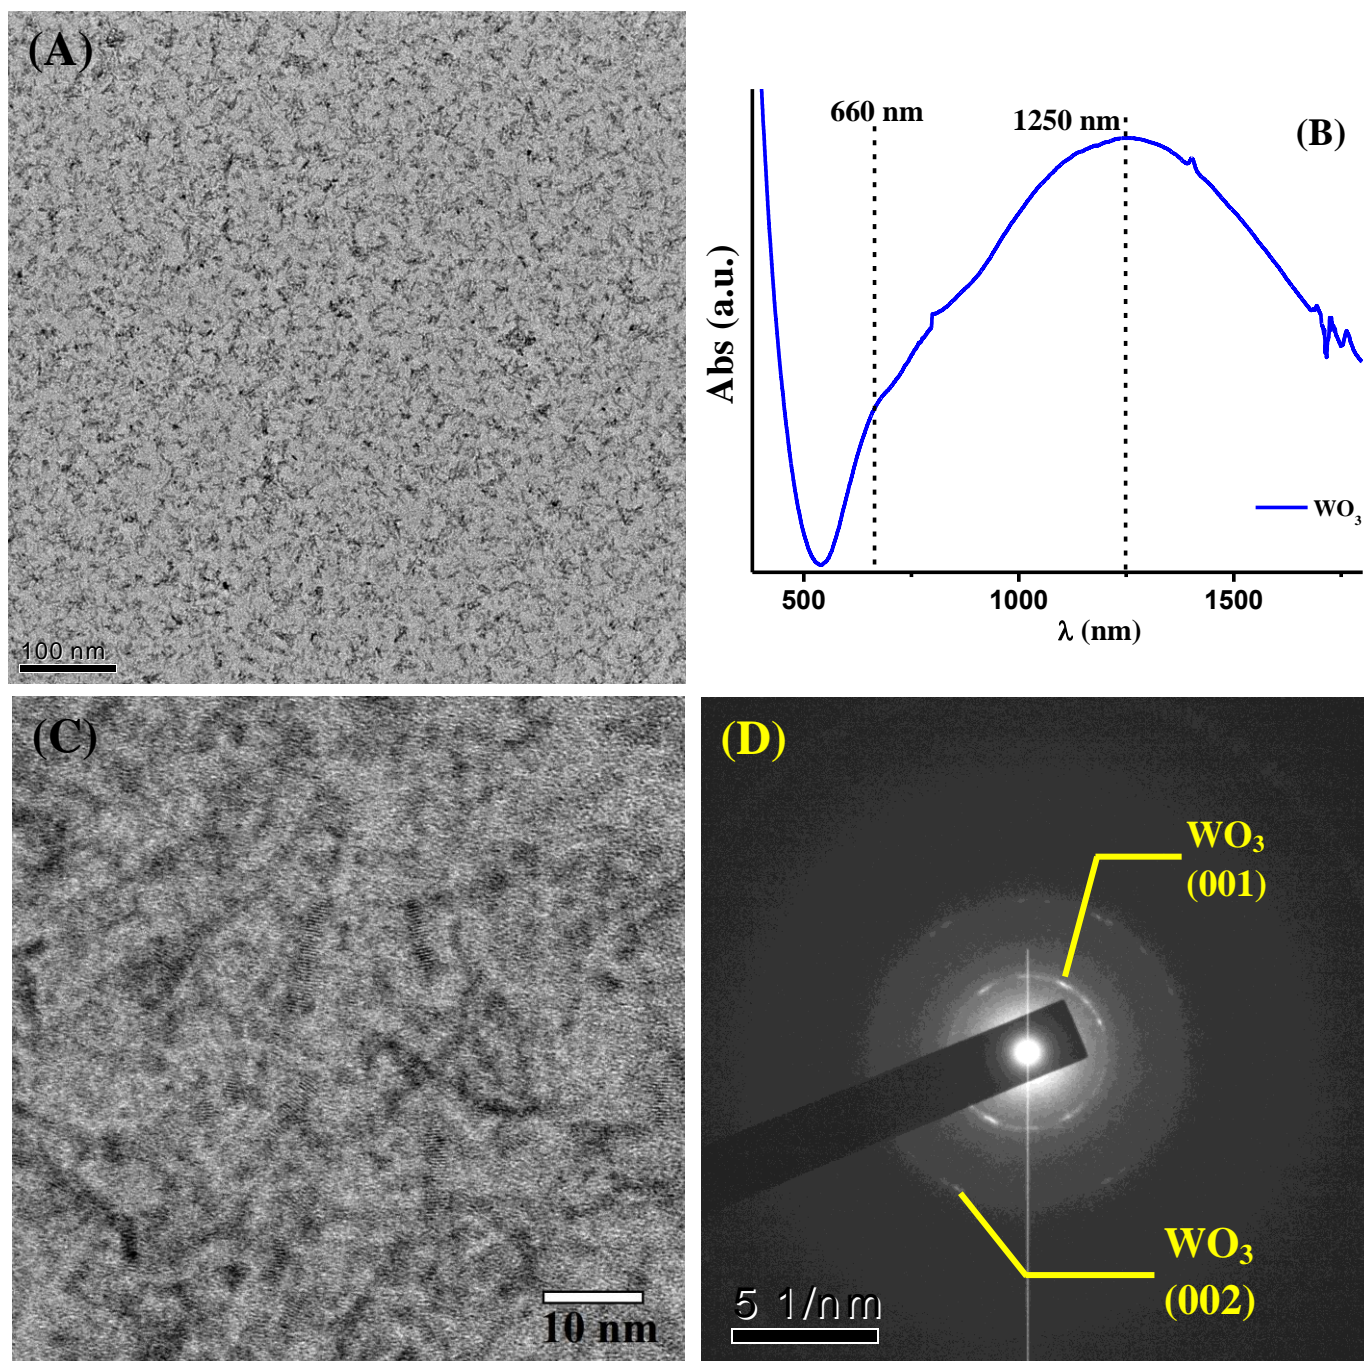 (A)
100 nm
660 nm
1250 nm
(B)
Abs (a.u.)
WO₃
500
1000
1500
λ (nm)
(C)
10 nm
(D)
WO₃
(001)
WO₃
(002)
5 1/nm